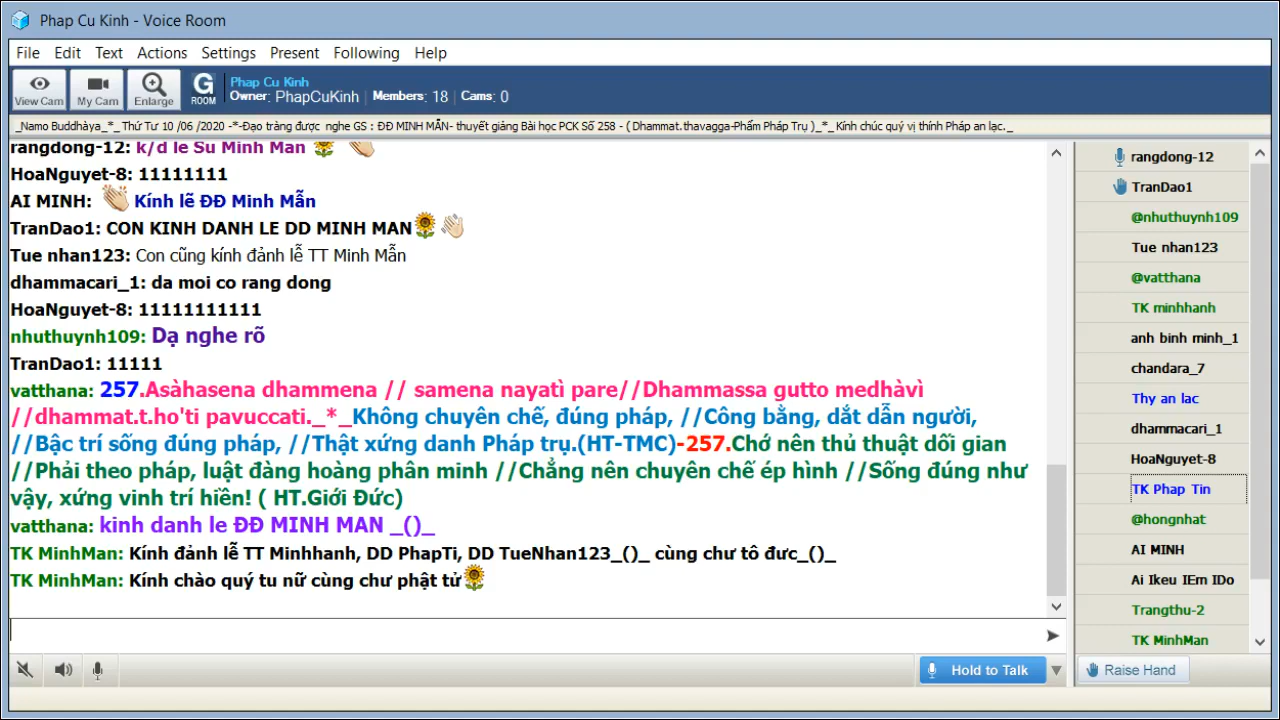 Phap Cu Kinh - Voice Room
File Edit Text Actions Settings Present Following Help
View Cam My Cam Enlarge G ROOM
Phap Cu Kinh
Owner: PhapCuKinh | Members: 18 | Cams: 0
_Namo Buddhàya_*_ Thứ Tư 10 /06 /2020 -*-Đạo tràng được nghe GS : ĐĐ MINH MẪN- thuyết giảng Bài học PCK Số 258 - ( Dhammat.thavagga-Phẩm Pháp Trụ )_*_ Kính chúc quý vị thính Pháp an lạc._
rangdong-12: k/d le Su Minh Man
HoaNguyet-8: 11111111
AI MINH: Kính lễ ĐĐ Minh Mẫn
TranDao1: CON KINH DANH LE DD MINH MAN
Tue nhan123: Con cũng kính đảnh lễ TT Minh Mẫn
dhammacari_1: da moi co rang dong
HoaNguyet-8: 11111111111
nhuthuynh109: Dạ nghe rõ
TranDao1: 11111
vatthana: 257.Asàhasena dhammena // samena nayatì pare//Dhammassa gutto medhàvì
//dhammat.t.ho'ti pavuccati._*_Không chuyên chế, đúng pháp, //Công bằng, dắt dẫn người,
//Bậc trí sống đúng pháp, //Thật xứng danh Pháp trụ.(HT-TMC)-257.Chớ nên thủ thuật dối gian
//Phải theo pháp, luật đàng hoàng phân minh //Chẳng nên chuyên chế ép hình //Sống đúng như
vậy, xứng vinh trí hiền! ( HT.Giới Đức)
vatthana: kinh danh le ĐĐ MINH MAN _()_
TK MinhMan: Kính đảnh lễ TT Minhhanh, DD PhapTi, DD TueNhan123_()_ cùng chư tô đưc_()_
TK MinhMan: Kính chào quý tu nữ cùng chư phật tử
Hold to Talk
rangdong-12
TranDao1
@nhuthuynh109
Tue nhan123
@vatthana
TK minhhanh
anh binh minh_1
chandara_7
Thy an lac
dhammacari_1
HoaNguyet-8
TK Phap Tin
@hongnhat
AI MINH
Ai Ikeu IEm IDo
Trangthu-2
TK MinhMan
Raise Hand